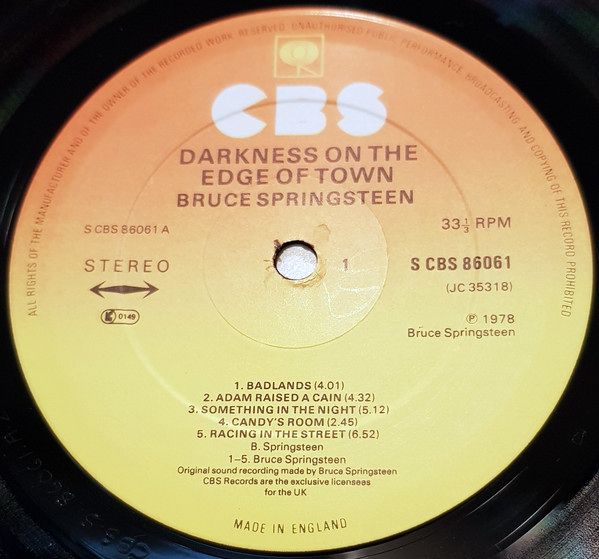 ALL RIGHTS OF THE MANUFACTURER AND OF THE OWNER OF THE RECORDED WORK RESERVED. UNAUTHORISED PUBLIC PERFORMANCE, BROADCASTING AND COPYING OF THIS RECORD PROHIBITED
CBS
DARKNESS ON THE
EDGE OF TOWN
BRUCE SPRINGSTEEN
S CBS 86061 A
33⅓ RPM
STEREO
1
S CBS 86061
(JC 35318)
K 0149
℗ 1978
Bruce Springsteen
1. BADLANDS (4.01)
2. ADAM RAISED A CAIN (4.32)
3. SOMETHING IN THE NIGHT (5.12)
4. CANDY'S ROOM (2.45)
5. RACING IN THE STREET (6.52)
B. Springsteen
1–5. Bruce Springsteen
Original sound recording made by Bruce Springsteen
CBS Records are the exclusive licensees
for the UK
MADE IN ENGLAND